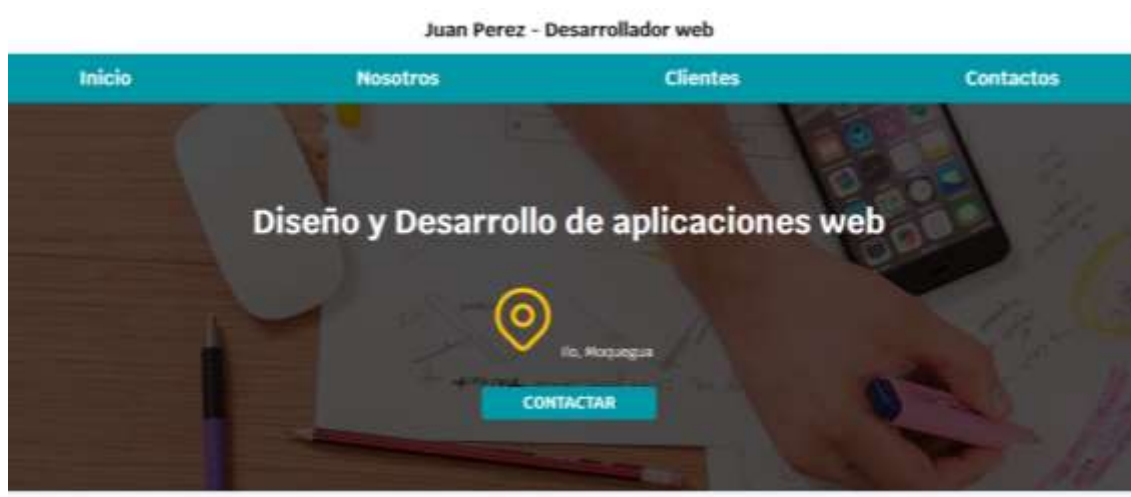 Juan Perez - Desarrollador web
Inicio Nosotros Clientes Contactos
Diseño y Desarrollo de aplicaciones web
Ilo, Moquegua
CONTACTAR